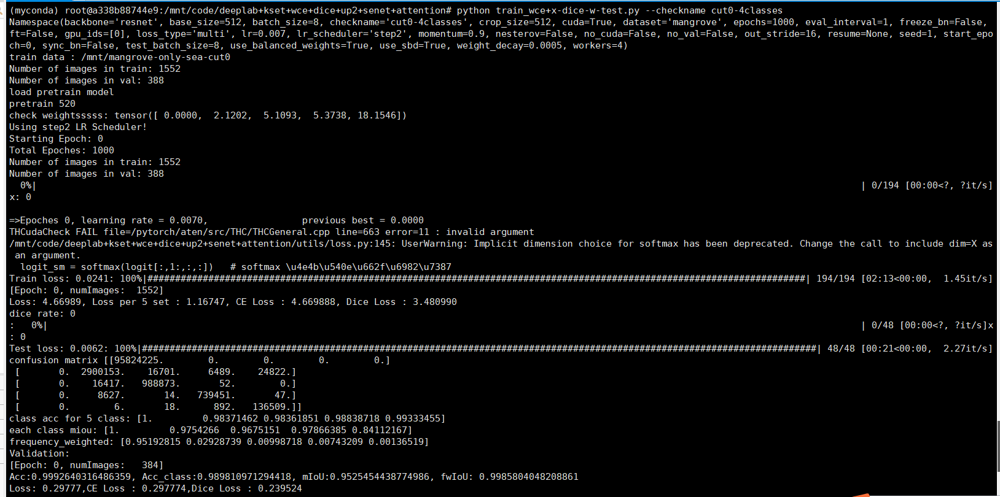 (myconda) root@a338b88744e9:/mnt/code/deeplab+kset+wce+dice+up2+senet+attention# python train_wce+x-dice-w-test.py --checkname cut0-4classes
Namespace(backbone='resnet', base_size=512, batch_size=8, checkname='cut0-4classes', crop_size=512, cuda=True, dataset='mangrove', epochs=1000, eval_interval=1, freeze_bn=False,
ft=False, gpu_ids=[0], loss_type='multi', lr=0.007, lr_scheduler='step2', momentum=0.9, nesterov=False, no_cuda=False, no_val=False, out_stride=16, resume=None, seed=1, start_epo
ch=0, sync_bn=False, test_batch_size=8, use_balanced_weights=True, use_sbd=True, weight_decay=0.0005, workers=4)
train data : /mnt/mangrove-only-sea-cut0
Number of images in train: 1552
Number of images in val: 388
load pretrain model
pretrain 520
check weightsssss: tensor([ 0.0000,  2.1202,  5.1093,  5.3738, 18.1546])
Using step2 LR Scheduler!
Starting Epoch: 0
Total Epoches: 1000
Number of images in train: 1552
Number of images in val: 388
0%| | 0/194 [00:00<?, ?it/s]
x: 0
=>Epoches 0, learning rate = 0.0070,                 previous best = 0.0000
THCudaCheck FAIL file=/pytorch/aten/src/THC/THCGeneral.cpp line=663 error=11 : invalid argument
/mnt/code/deeplab+kset+wce+dice+up2+senet+attention/utils/loss.py:145: UserWarning: Implicit dimension choice for softmax has been deprecated. Change the call to include dim=X as
 an argument.
  logit_sm = softmax(logit[:,1:,:,:])   # softmax \u4e4b\u540e\u662f\u6982\u7387
Train loss: 0.0241: 100%|#######################################################################################################################| 194/194 [02:13<00:00,  1.45it/s]
[Epoch: 0, numImages:  1552]
Loss: 4.66989, Loss per 5 set : 1.16747, CE Loss : 4.669888, Dice Loss : 3.480990
dice rate: 0
:   0%| | 0/48 [00:00<?, ?it/s]x
: 0
Test loss: 0.0062: 100%|##########################################################################################################################| 48/48 [00:21<00:00,  2.27it/s]
confusion matrix [[95824225.        0.        0.        0.        0.]
 [       0.  2900153.    16701.     6489.    24822.]
 [       0.    16417.   988873.       52.        0.]
 [       0.     8627.       14.   739451.       47.]
 [       0.        6.       18.      892.   136509.]]
class acc for 5 class: [1.         0.98371462 0.98361851 0.98838718 0.99333455]
each class miou: [1.         0.9754266  0.9675151  0.97866385 0.84112167]
frequency_weighted: [0.95192815 0.02928739 0.00998718 0.00743209 0.00136519]
Validation:
[Epoch: 0, numImages:   384]
Acc:0.9992640316486359, Acc_class:0.989810971294418, mIoU:0.9525454438774986, fwIoU: 0.9985804048208861
Loss: 0.29777,CE Loss : 0.297774,Dice Loss : 0.239524